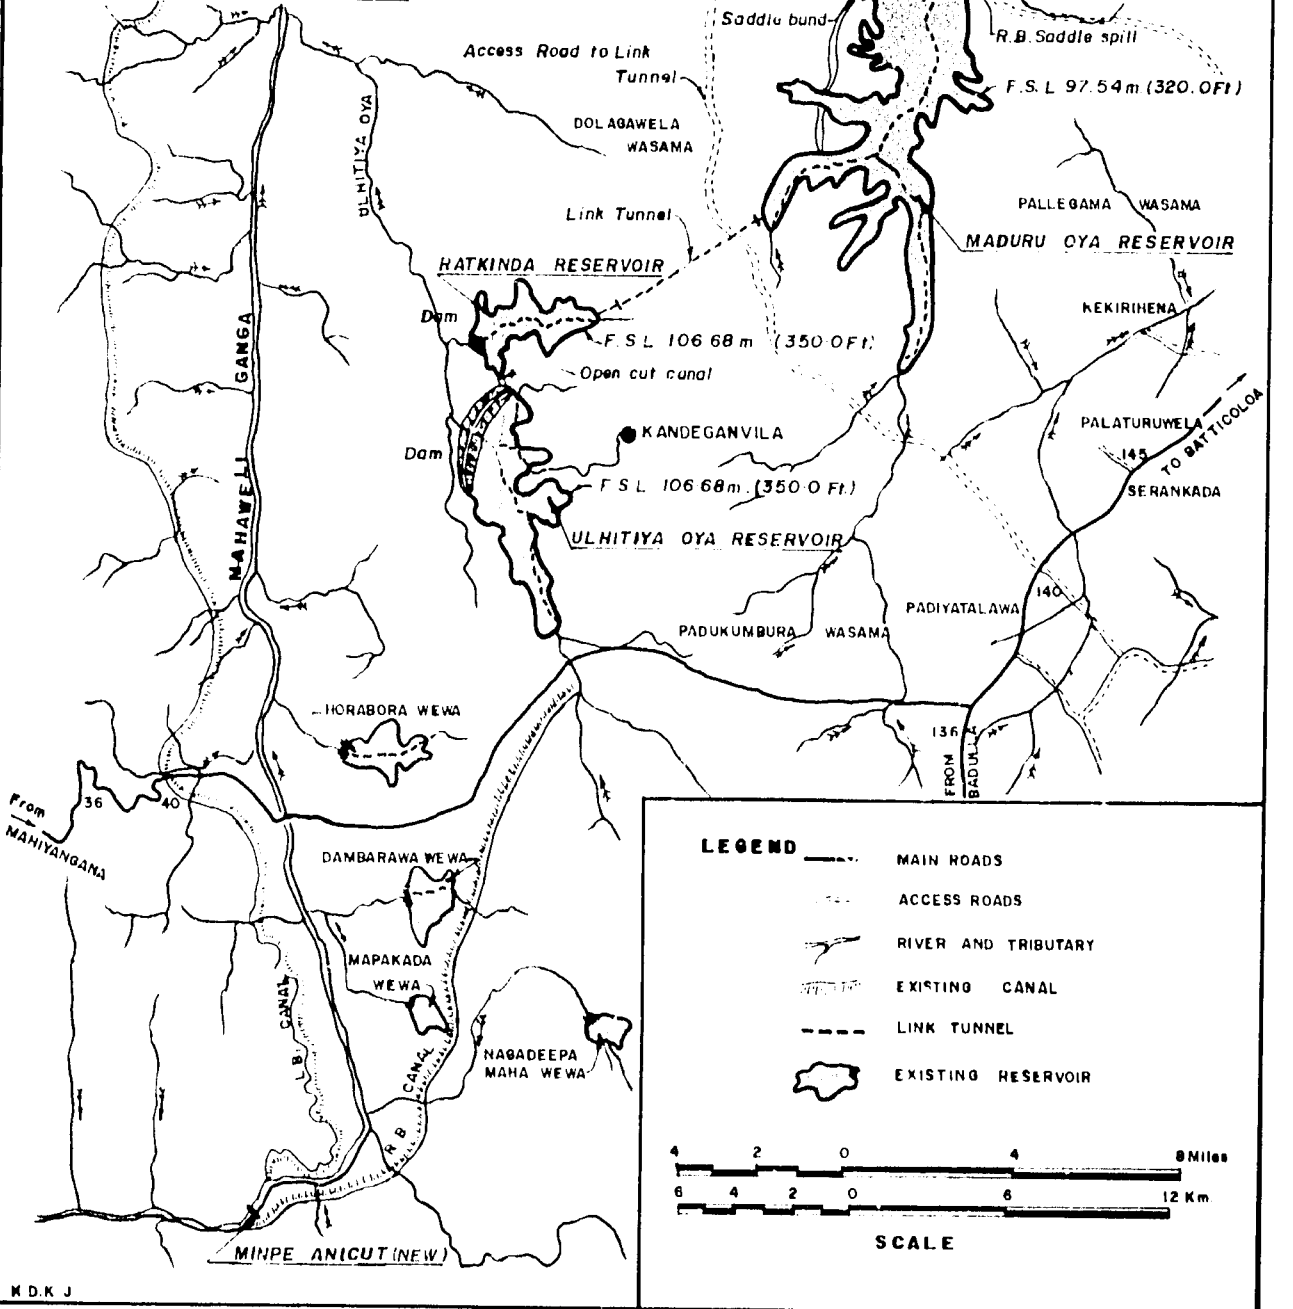 Saddle bund
R.B. Saddle spill
Access Road to Link
Tunnel
F.S.L 97.54m (320.0Ft)
DOLAGAWELA
WASAMA
ULHITIYA OYA
PALLEGAMA WASAMA
Link Tunnel
MADURU OYA RESERVOIR
RATKINDA RESERVOIR
KEKIRIHENA
Dam
F.S.L 106.68 m (350.0Ft)
MAHAWELI GANGA
Open cut canal
PALATURUWELA
TO BATTICOLOA
KANDEGANVILA
Dam
145
SERANKADA
F S L 106.68m. (350.0 Ft.)
ULHITIYA OYA RESERVOIR
140
PADIYATALAWA
PADUKUMBURA WASAMA
HORABORA WEWA
136
FROM
BADULLA
36
40
From
MAHIYANGANA
DAMBARAWA WEWA
MAPAKADA
WEWA
L B CANAL
R B CANAL
NAGADEEPA
MAHA WEWA
MINPE ANICUT (NEW)
N D.K J
LEGEND
MAIN ROADS
ACCESS ROADS
RIVER AND TRIBUTARY
EXISTING CANAL
LINK TUNNEL
EXISTING RESERVOIR
4 2 0 4 8 Miles
6 4 2 0 6 12 Km
SCALE